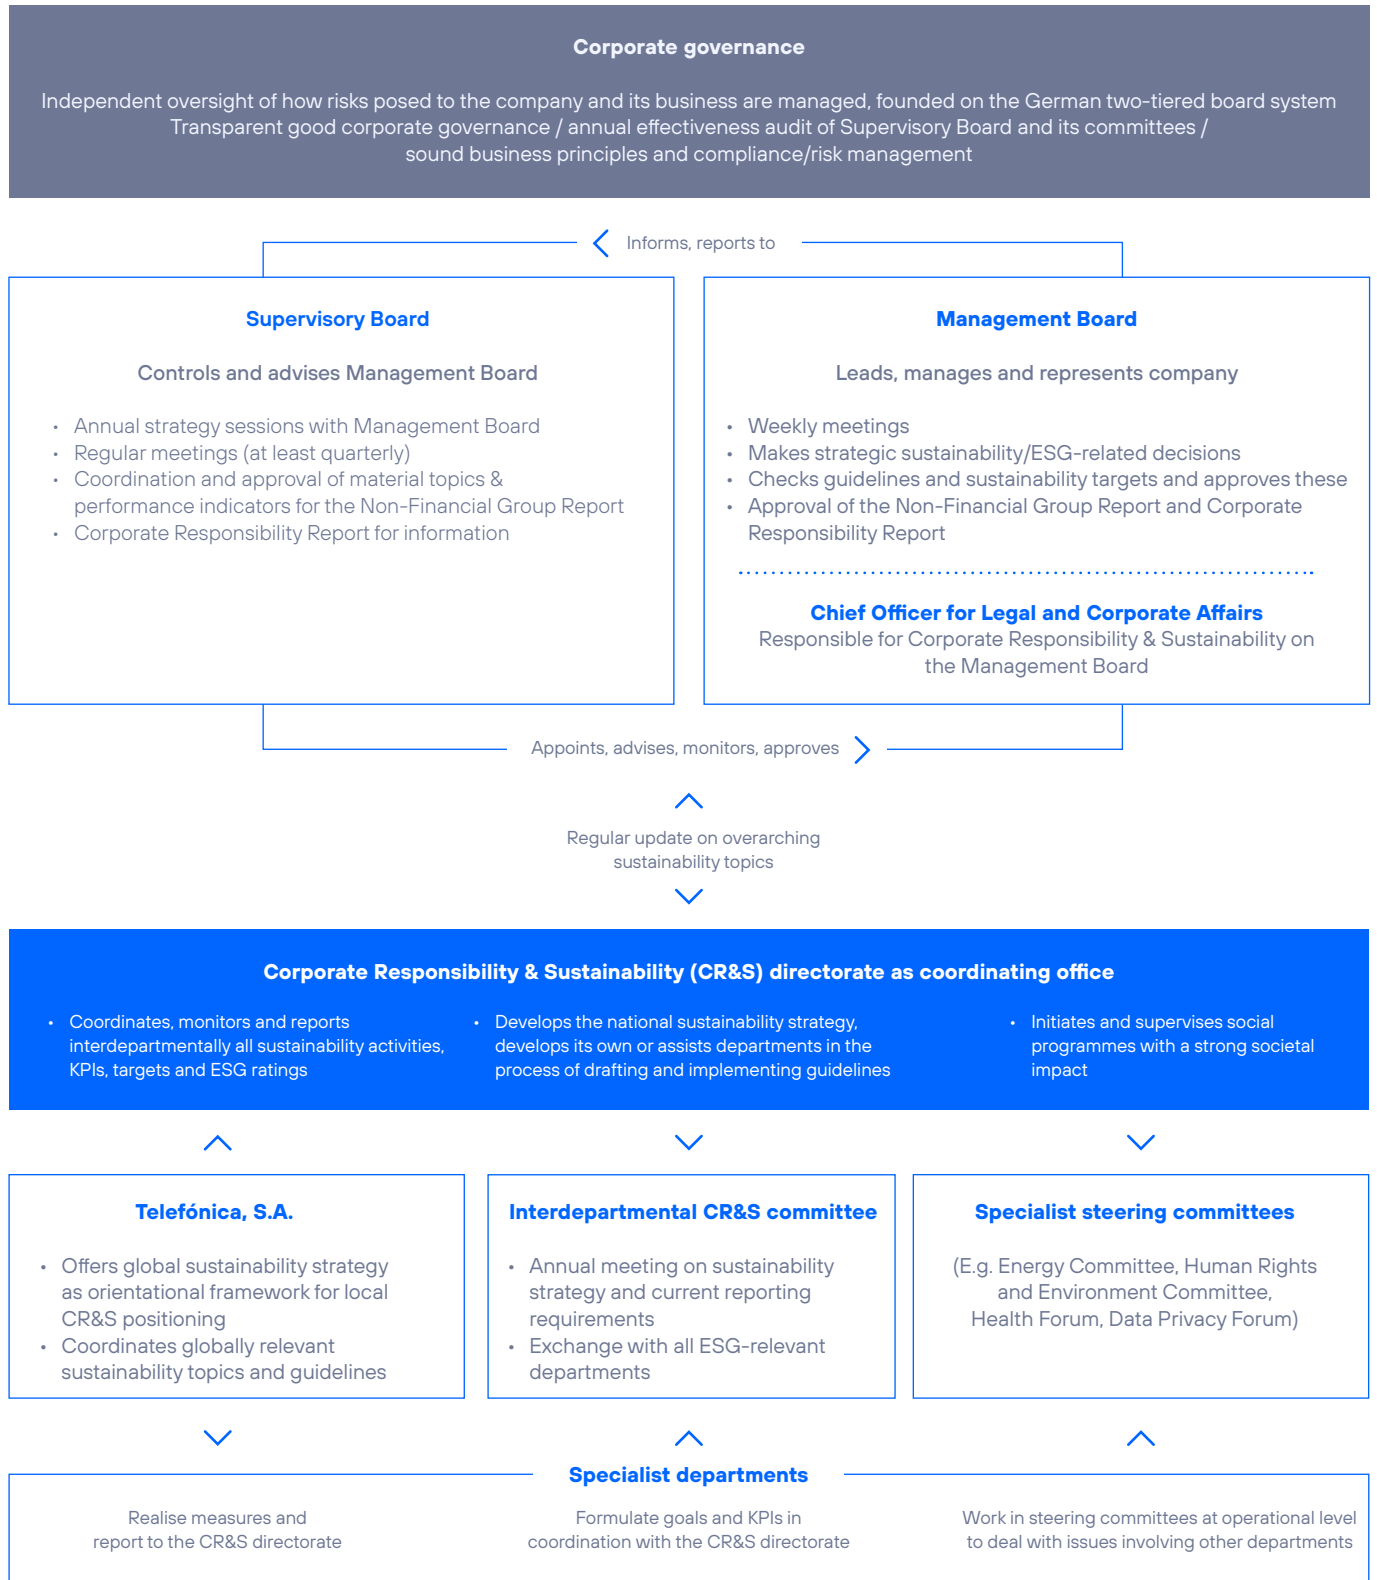 Corporate governance
Independent oversight of how risks posed to the company and its business are managed, founded on the German two-tiered board system
Transparent good corporate governance / annual effectiveness audit of Supervisory Board and its committees /
sound business principles and compliance/risk management
Informs, reports to
Supervisory Board
Controls and advises Management Board
• Annual strategy sessions with Management Board
• Regular meetings (at least quarterly)
• Coordination and approval of material topics &
performance indicators for the Non-Financial Group Report
• Corporate Responsibility Report for information
Management Board
Leads, manages and represents company
• Weekly meetings
• Makes strategic sustainability/ESG-related decisions
• Checks guidelines and sustainability targets and approves these
• Approval of the Non-Financial Group Report and Corporate
Responsibility Report
Chief Officer for Legal and Corporate Affairs
Responsible for Corporate Responsibility & Sustainability on
the Management Board
Appoints, advises, monitors, approves
Regular update on overarching
sustainability topics
Corporate Responsibility & Sustainability (CR&S) directorate as coordinating office
• Coordinates, monitors and reports
interdepartmentally all sustainability activities,
KPIs, targets and ESG ratings
• Develops the national sustainability strategy,
develops its own or assists departments in the
process of drafting and implementing guidelines
• Initiates and supervises social
programmes with a strong societal
impact
Telefónica, S.A.
• Offers global sustainability strategy
as orientational framework for local
CR&S positioning
• Coordinates globally relevant
sustainability topics and guidelines
Interdepartmental CR&S committee
• Annual meeting on sustainability
strategy and current reporting
requirements
• Exchange with all ESG-relevant
departments
Specialist steering committees
(E.g. Energy Committee, Human Rights
and Environment Committee,
Health Forum, Data Privacy Forum)
Specialist departments
Realise measures and
report to the CR&S directorate
Formulate goals and KPIs in
coordination with the CR&S directorate
Work in steering committees at operational level
to deal with issues involving other departments